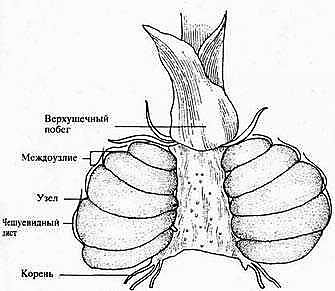 Верхушечный
побег
Междоузлие
Узел
Чешуевидный
лист
Корень